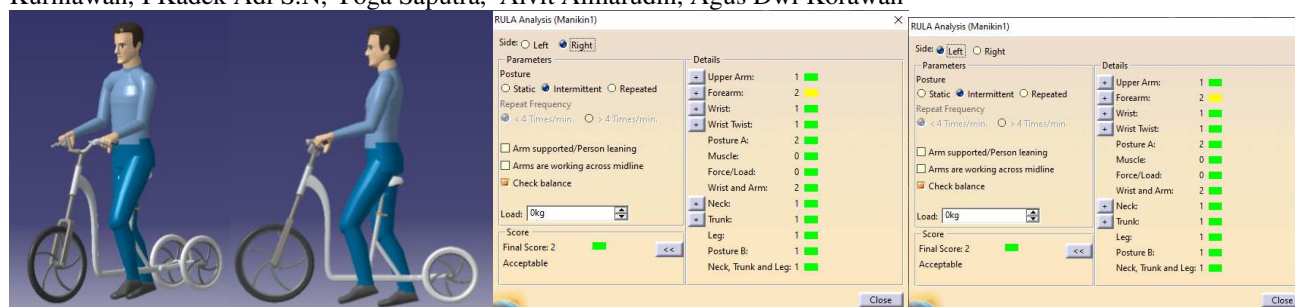 Kurniawan, I Kadek Adi S.N, Yoga Saputra, Agus Dwi Korawan
RULA Analysis (Manikin1)
Side: Left Right
Parameters
Posture
Static Intermittent Repeated
Repeat Frequency
< 4 Times/min. > 4 Times/min.
Arm supported/Person leaning
Arms are working across midline
Check balance
Load: 0kg
Score
Final Score: 2
<<
Acceptable
Details
+ Upper Arm: 1
+ Forearm: 2
+ Wrist: 1
+ Wrist Twist: 1
Posture A: 2
Muscle: 0
Force/Load: 0
Wrist and Arm: 2
+ Neck: 1
+ Trunk: 1
Leg: 1
Posture B: 1
Neck, Trunk and Leg: 1
Close
RULA Analysis (Manikin1)
Side: Left Right
Parameters
Posture
Static Intermittent Repeated
Repeat Frequency
< 4 Times/min. > 4 Times/min.
Arm supported/Person leaning
Arms are working across midline
Check balance
Load: 0kg
Score
Final Score: 2
<<
Acceptable
Details
+ Upper Arm: 1
+ Forearm: 2
+ Wrist: 1
+ Wrist Twist: 1
Posture A: 2
Muscle: 0
Force/Load: 0
Wrist and Arm: 2
+ Neck: 1
+ Trunk: 1
Leg: 1
Posture B: 1
Neck, Trunk and Leg: 1
Close